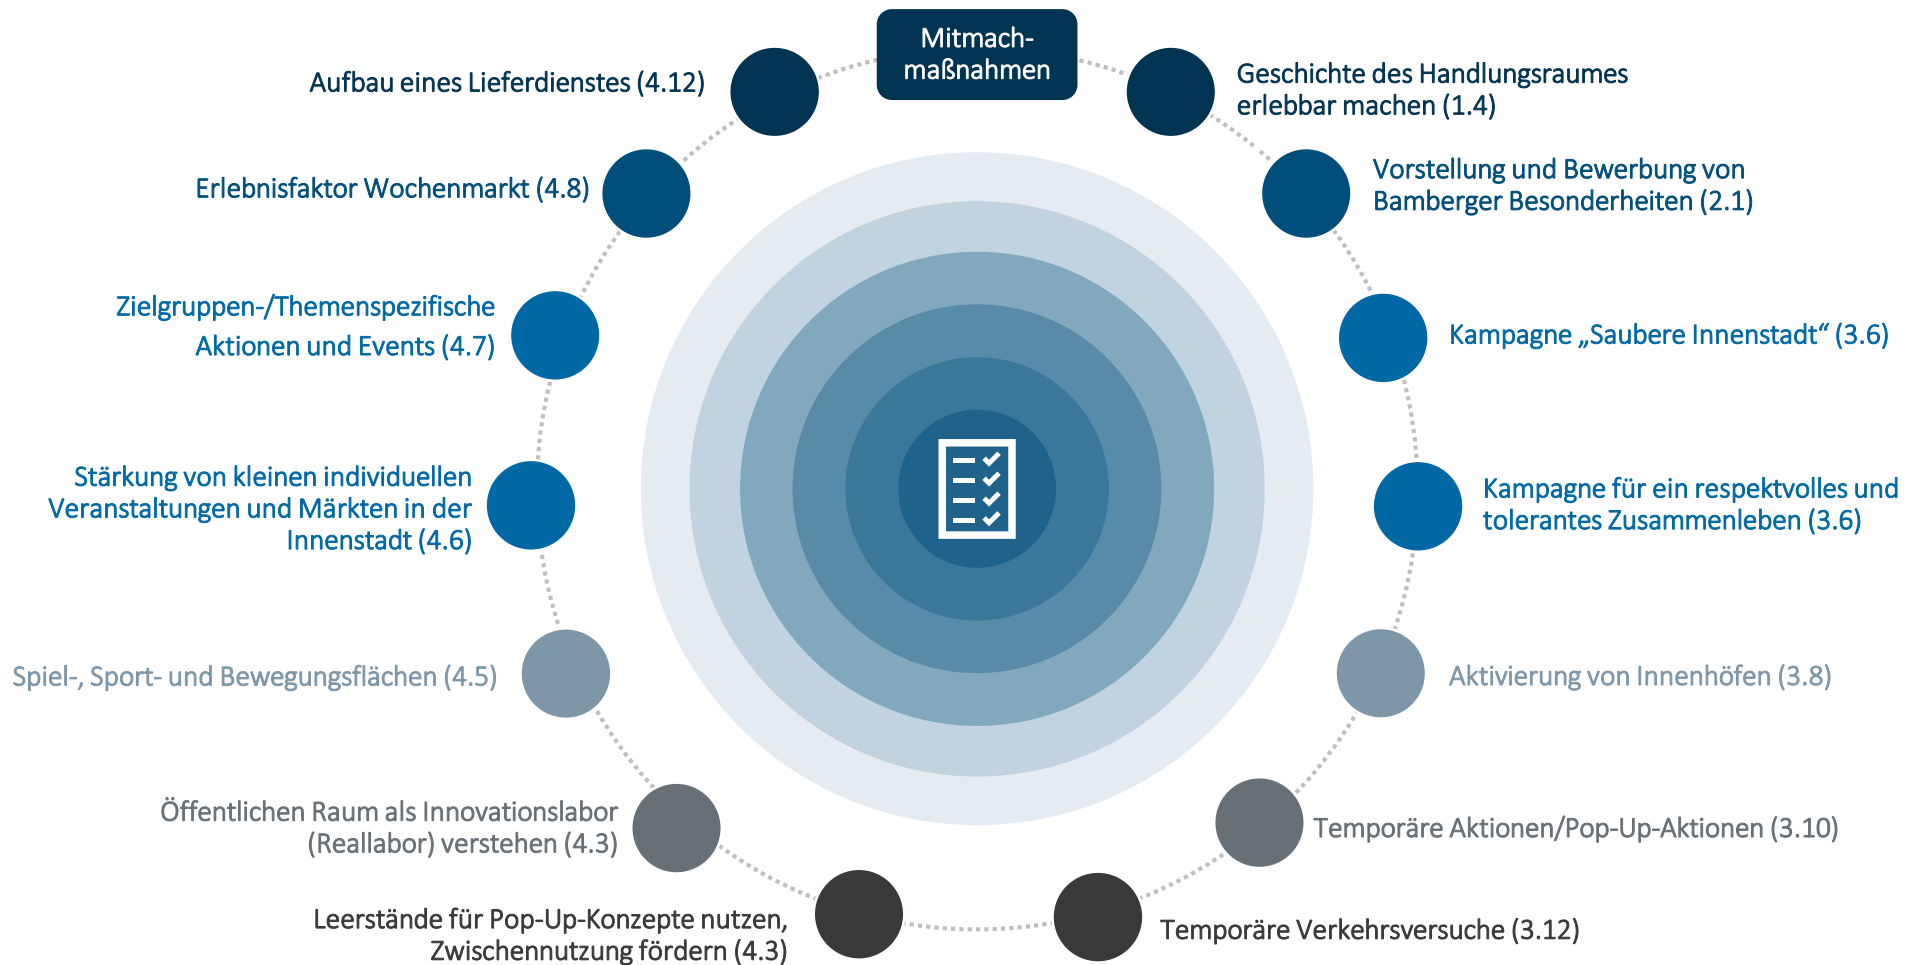 Mitmach-
maßnahmen
Geschichte des Handlungsraumes
erlebbar machen (1.4)
Vorstellung und Bewerbung von
Bamberger Besonderheiten (2.1)
Kampagne „Saubere Innenstadt“ (3.6)
Kampagne für ein respektvolles und
tolerantes Zusammenleben (3.6)
Aktivierung von Innenhöfen (3.8)
Temporäre Aktionen/Pop-Up-Aktionen (3.10)
Temporäre Verkehrsversuche (3.12)
Leerstände für Pop-Up-Konzepte nutzen,
Zwischennutzung fördern (4.3)
Öffentlichen Raum als Innovationslabor
(Reallabor) verstehen (4.3)
Spiel-, Sport- und Bewegungsflächen (4.5)
Stärkung von kleinen individuellen
Veranstaltungen und Märkten in der
Innenstadt (4.6)
Zielgruppen-/Themenspezifische
Aktionen und Events (4.7)
Erlebnisfaktor Wochenmarkt (4.8)
Aufbau eines Lieferdienstes (4.12)